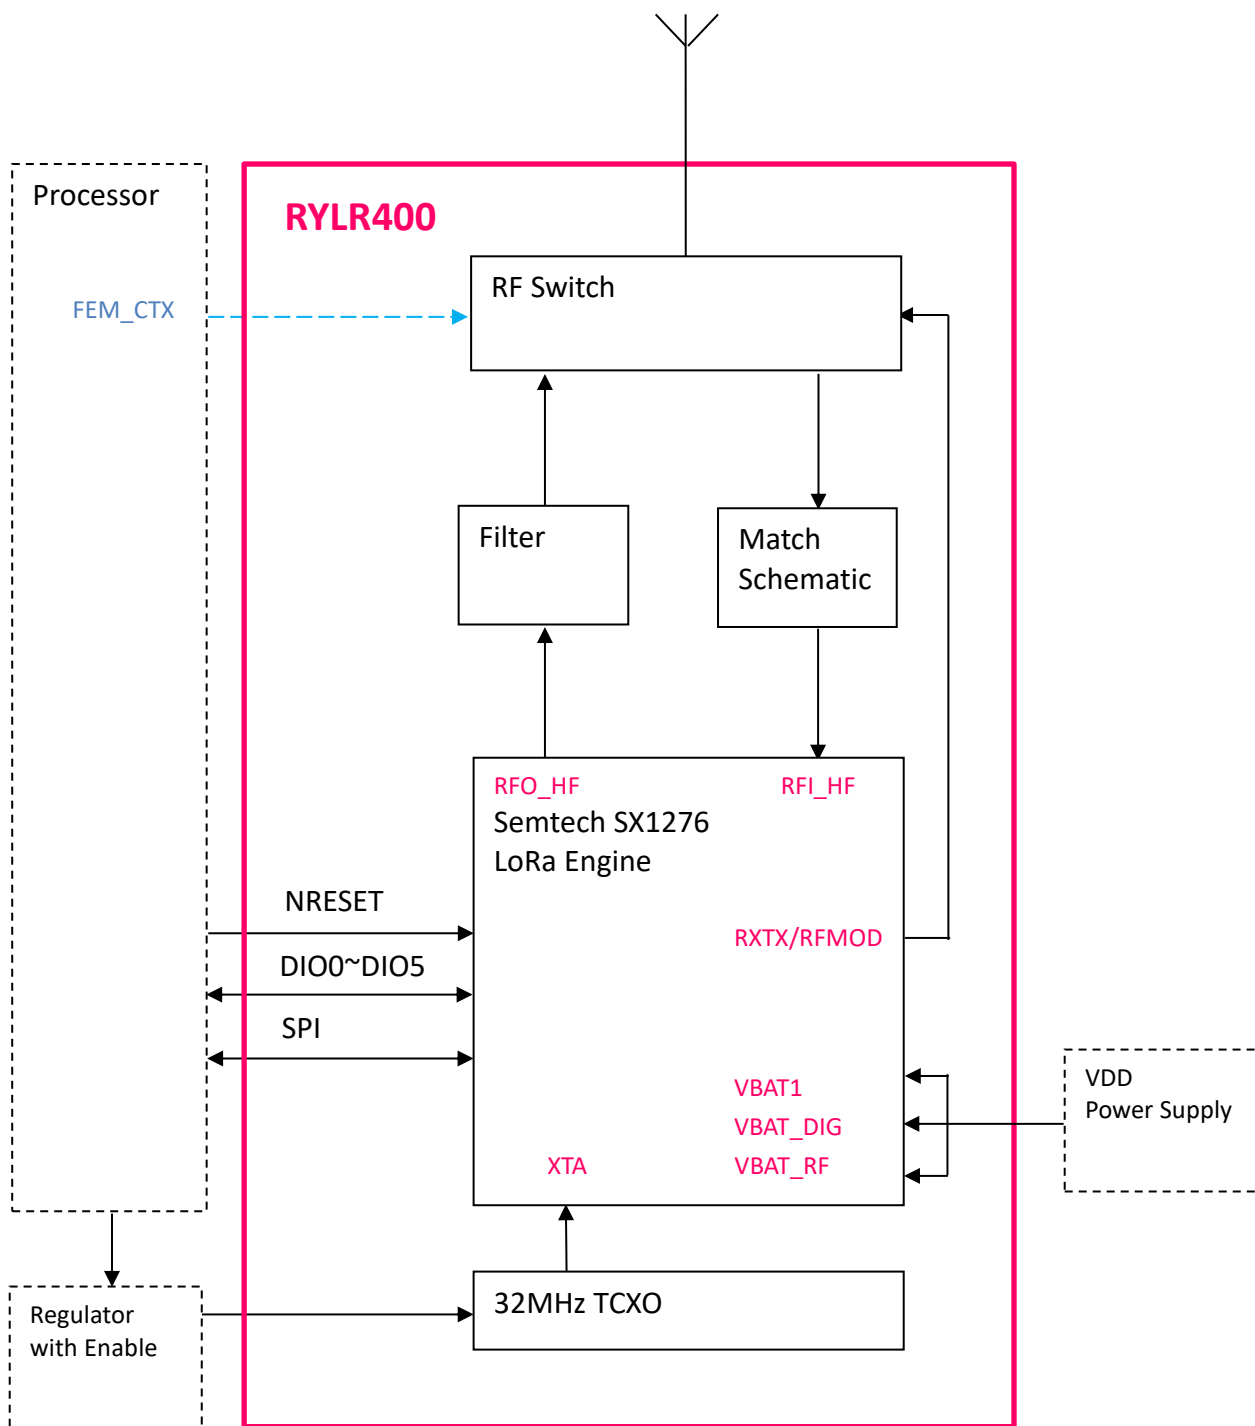 Processor
RYLR400
RF Switch
FEM_CTX
Filter
Match
Schematic
RFO_HF
RFI_HF
Semtech SX1276
LoRa Engine
NRESET
RXTX/RFMOD
DIO0~DIO5
SPI
VBAT1
VBAT_DIG
XTA
VBAT_RF
VDD
Power Supply
32MHz TCXO
Regulator
with Enable